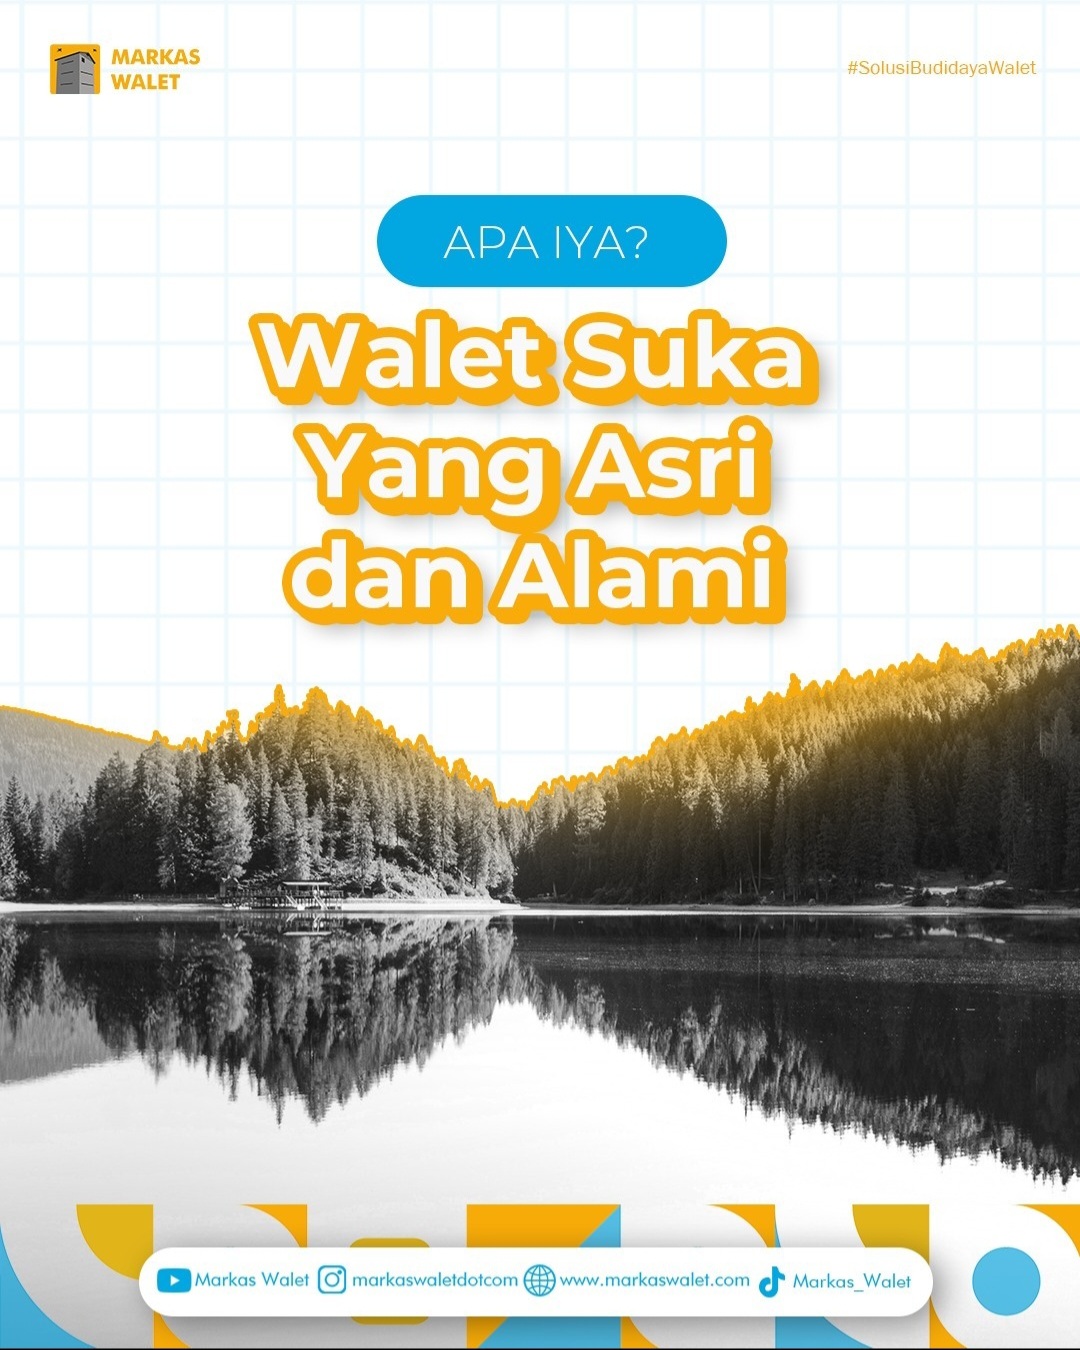 MARKAS
WALET
#SolusiBudidayaWalet
APA IYA?
Walet Suka
Yang Asri
dan Alami
Markas Walet markaswaletdotcom www.markaswalet.com Markas_Walet